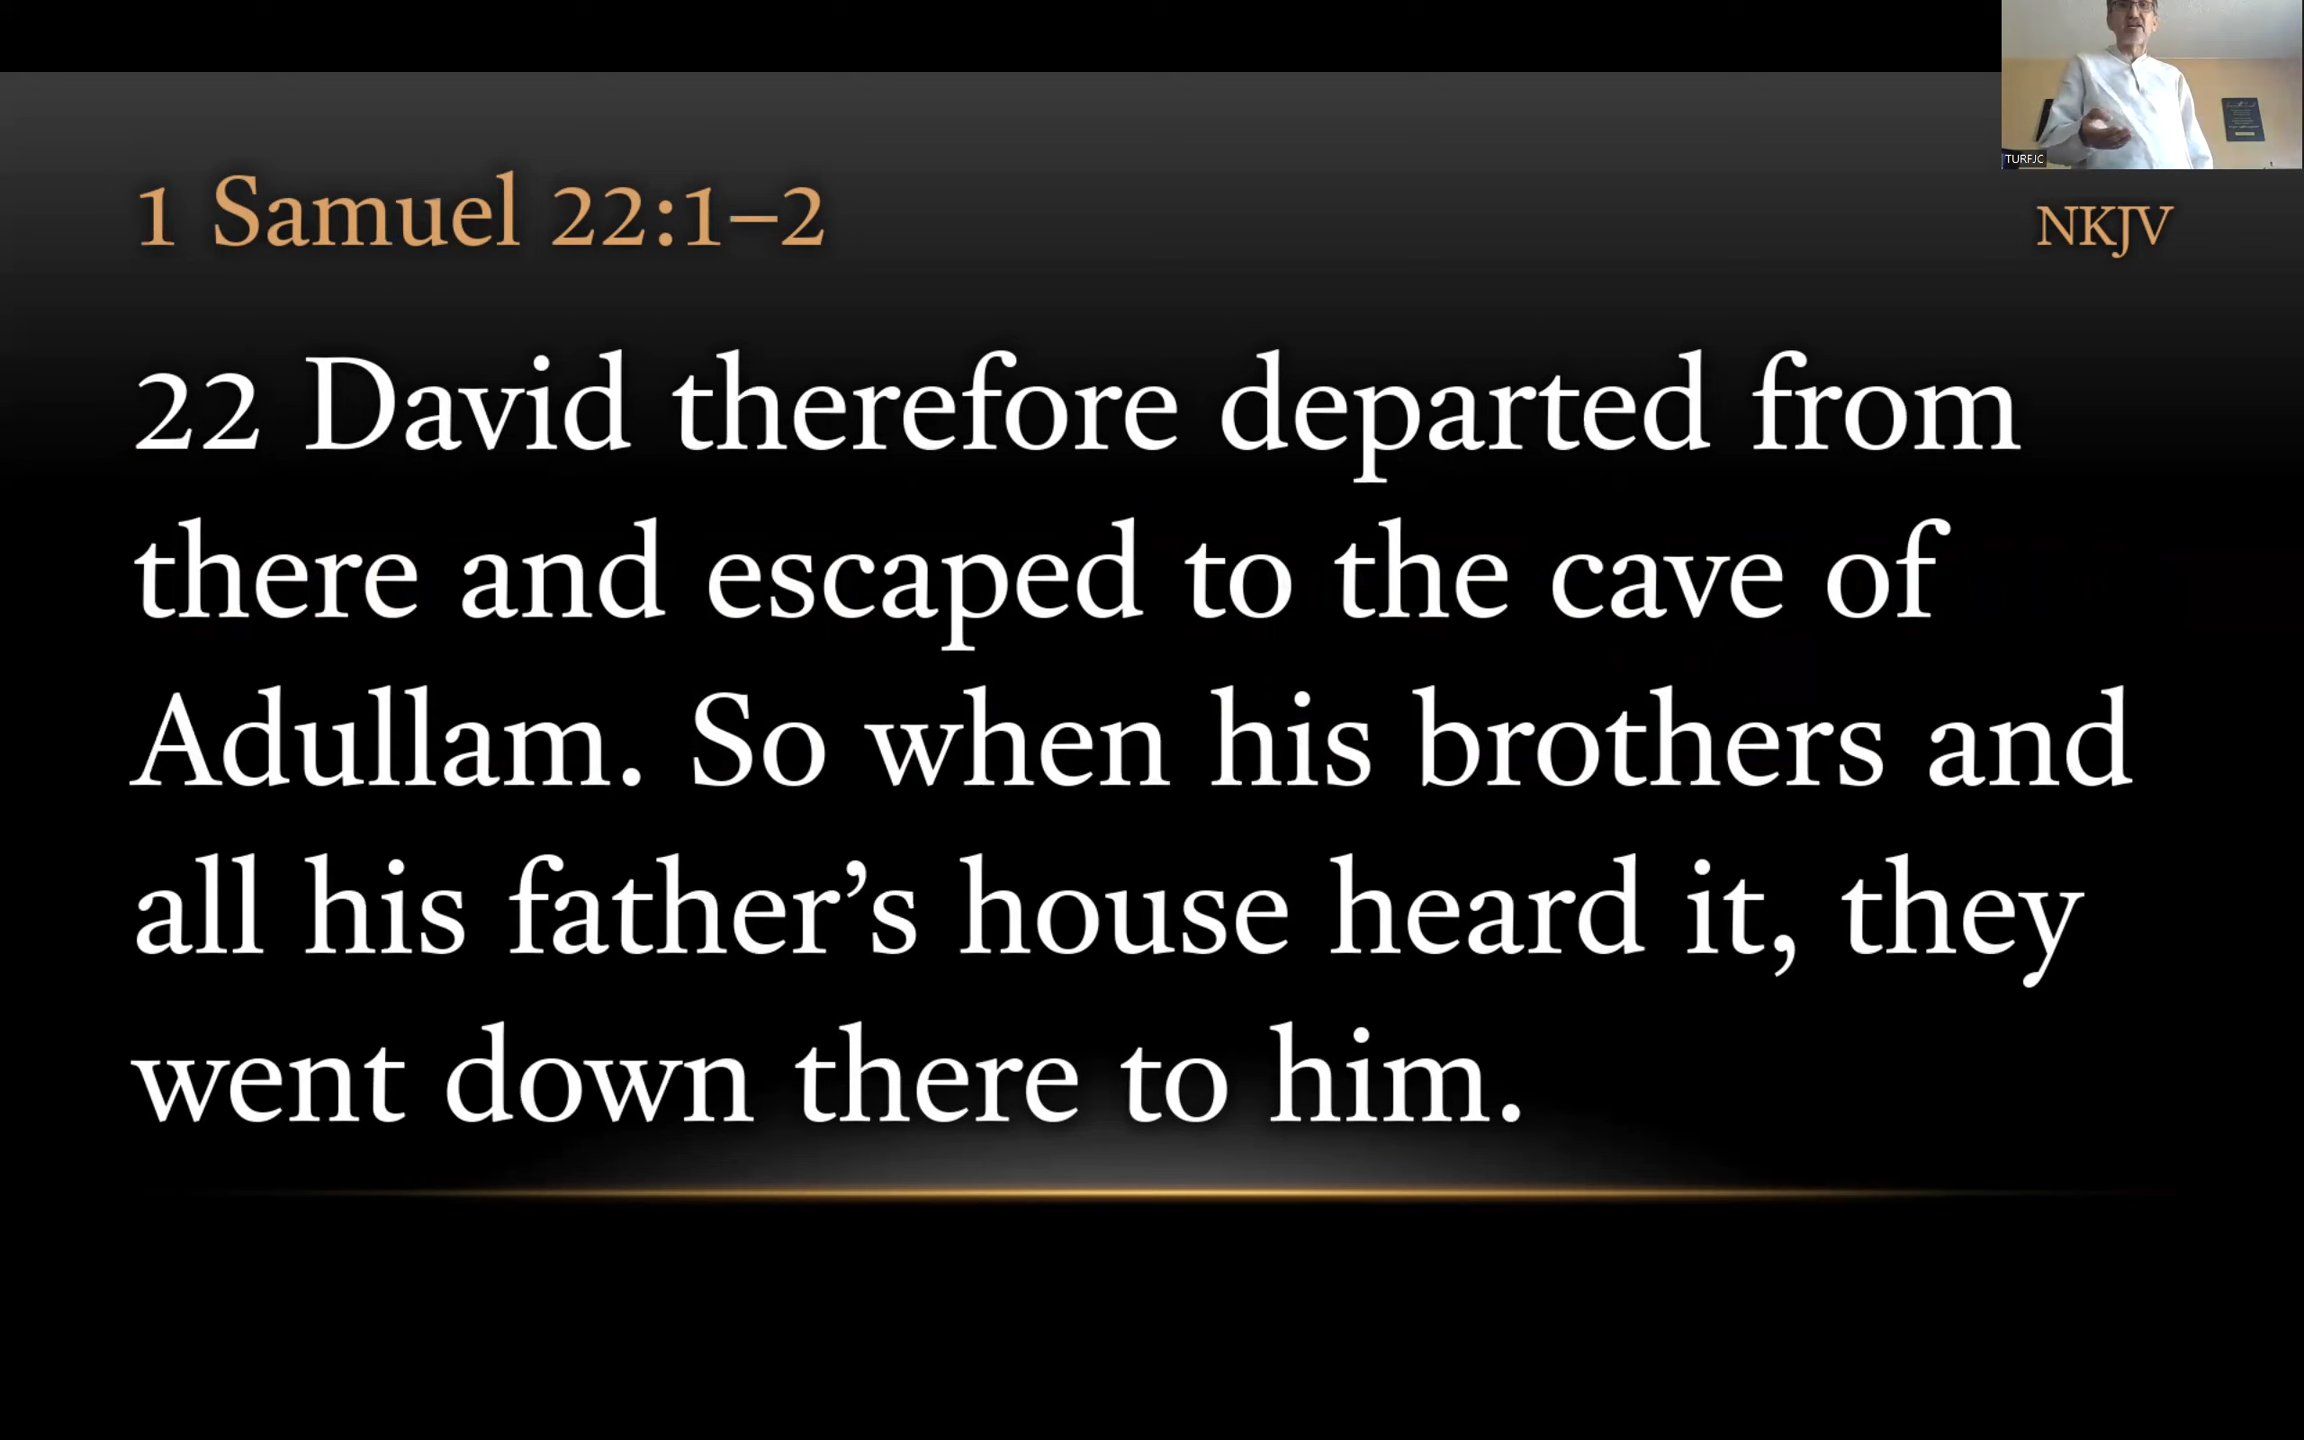 TURFJC
1 Samuel 22:1–2
NKJV
22 David therefore departed from
there and escaped to the cave of
Adullam. So when his brothers and
all his father’s house heard it, they
went down there to him.